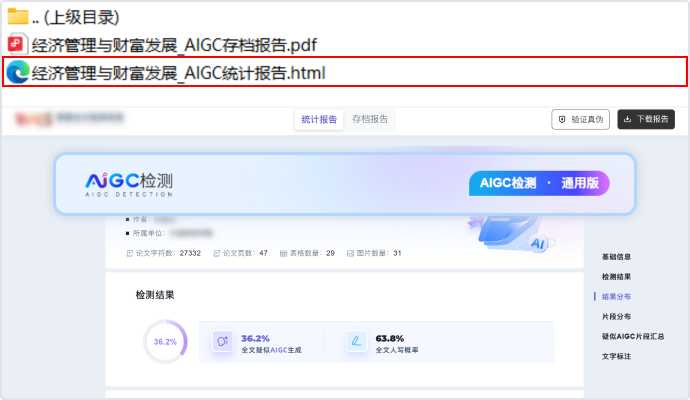 .. (上级目录)
经济管理与财富发展_AIGC存档报告.pdf
经济管理与财富发展_AIGC统计报告.html
统计报告 存档报告
验证真伪
下载报告
AIGC检测
AIGC DETECTION
AIGC检测 · 通用版
作者：
所属单位：
论文字符数：27332 论文页数：47 表格数量：29 图片数量：31
AI
检测结果
36.2%
36.2%
全文疑似AIGC生成
63.8%
全文人写概率
基础信息
检测结果
结果分布
片段分布
疑似AIGC片段汇总
文字标注